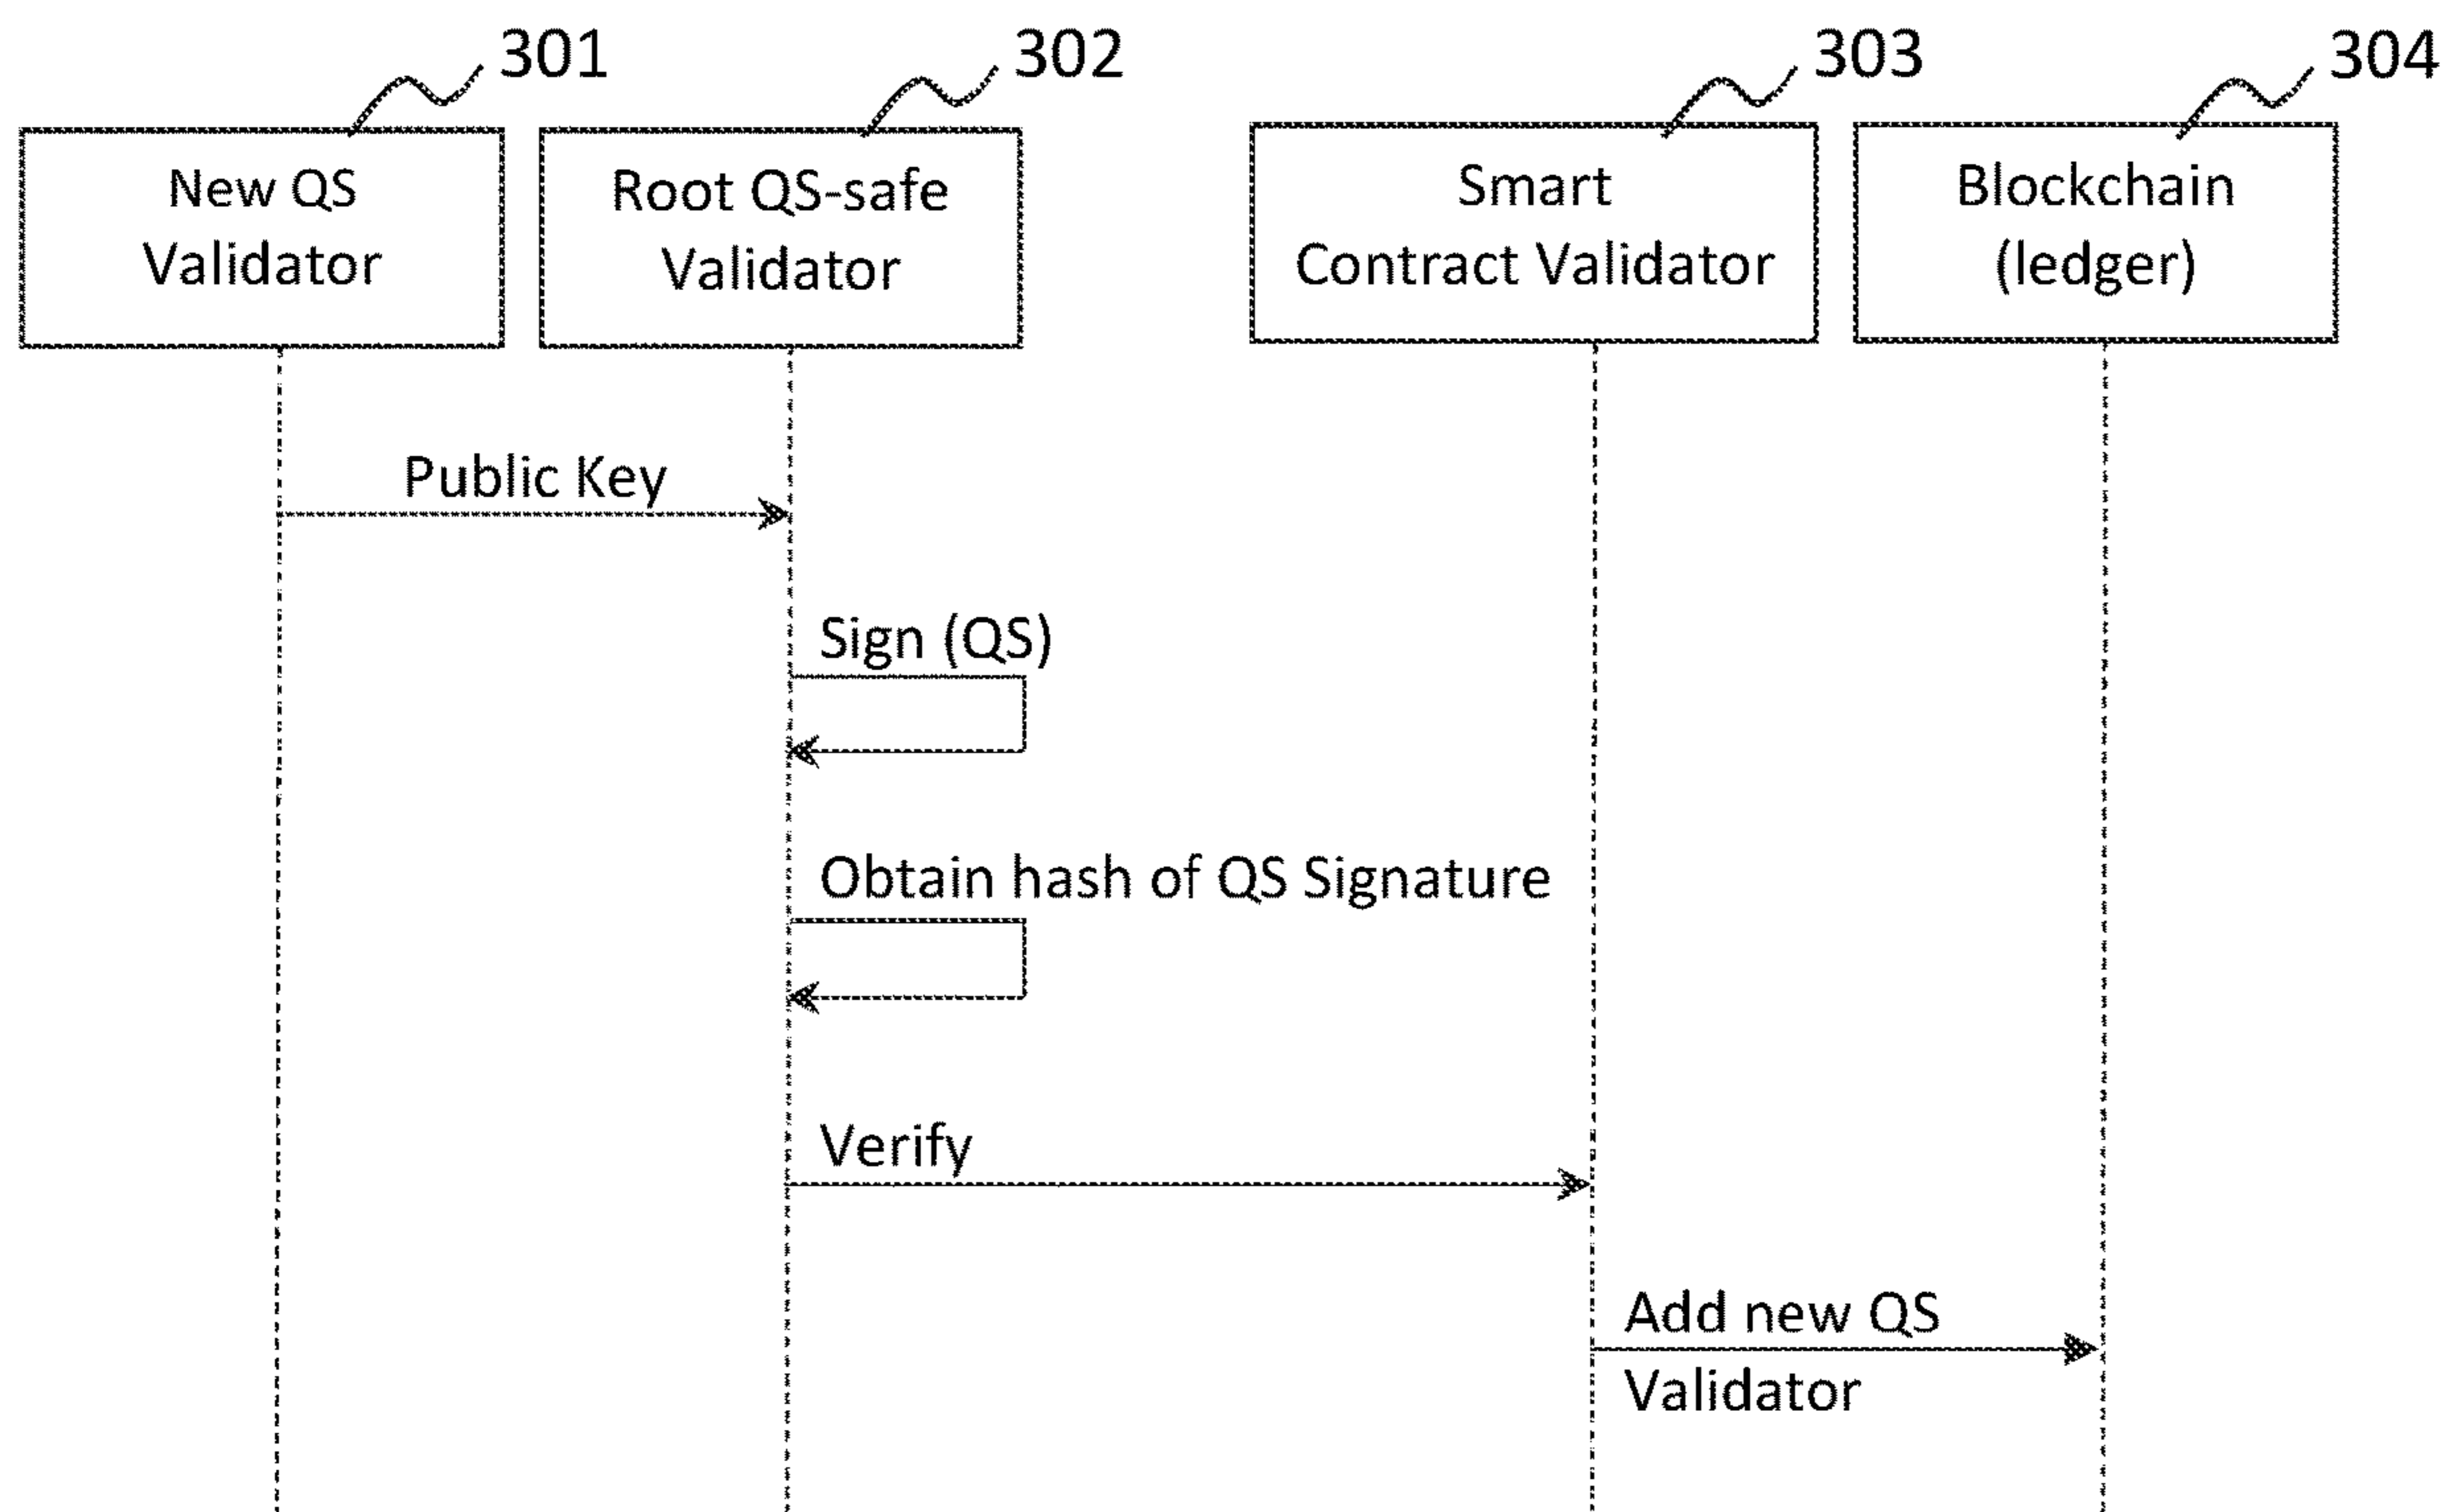 301
302
303
304
New QS
Validator
Root QS-safe
Validator
Smart
Contract Validator
Blockchain
(ledger)
Public Key
Sign (QS)
Obtain hash of QS Signature
Verify
Add new QS
Validator